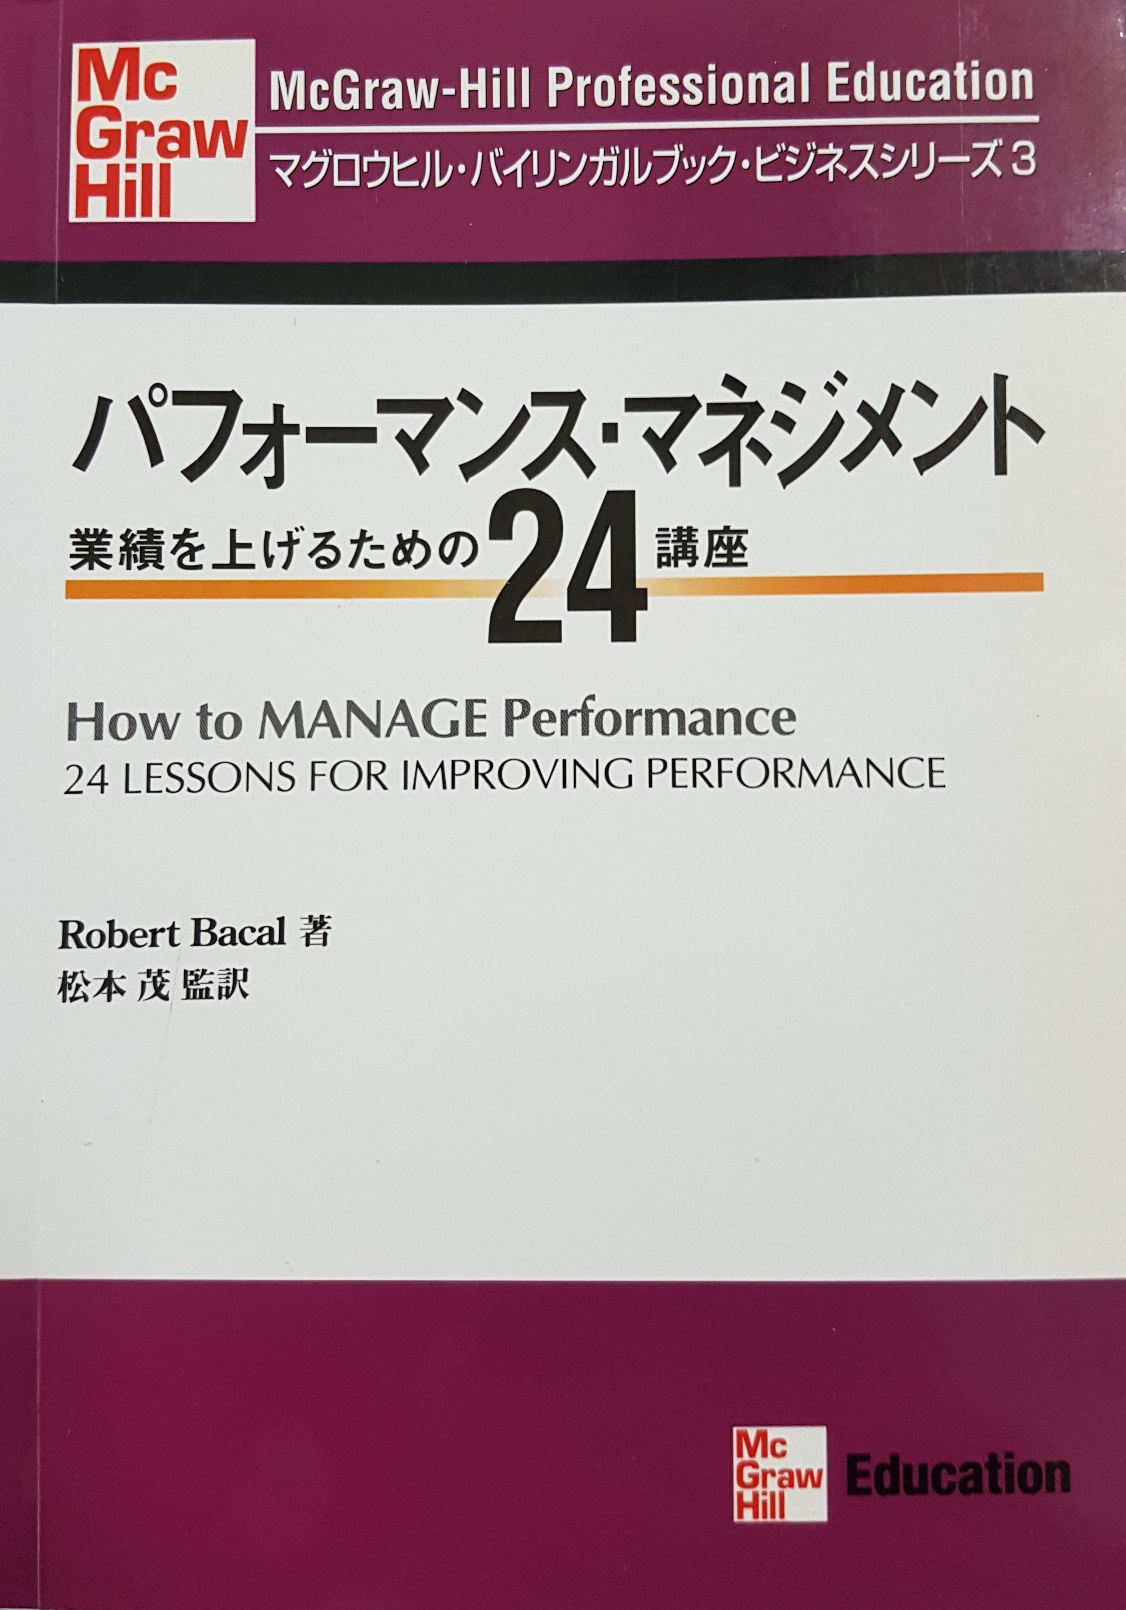 Mc
Graw
Hill
McGraw-Hill Professional Education
マグロウヒル・バイリンガルブック・ビジネスシリーズ3
パフォーマンス・マネジメント
業績を上げるための24講座
How to MANAGE Performance
24 LESSONS FOR IMPROVING PERFORMANCE
Robert Bacal 著
松本 茂 監訳
Mc
Graw
Hill
Education